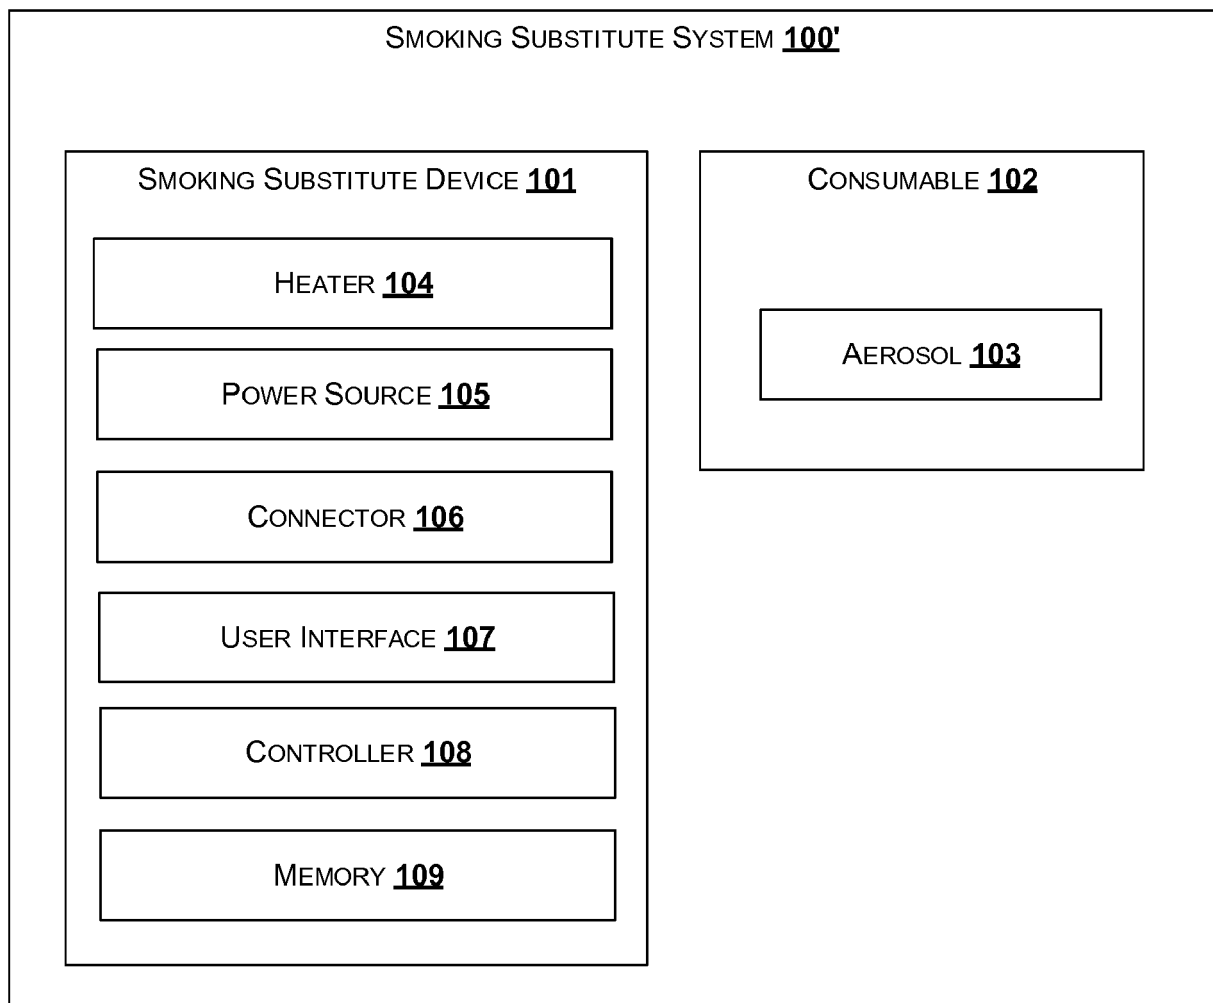 SMOKING SUBSTITUTE SYSTEM 100'
SMOKING SUBSTITUTE DEVICE 101
HEATER 104
POWER SOURCE 105
CONNECTOR 106
USER INTERFACE 107
CONTROLLER 108
MEMORY 109
CONSUMABLE 102
AEROSOL 103